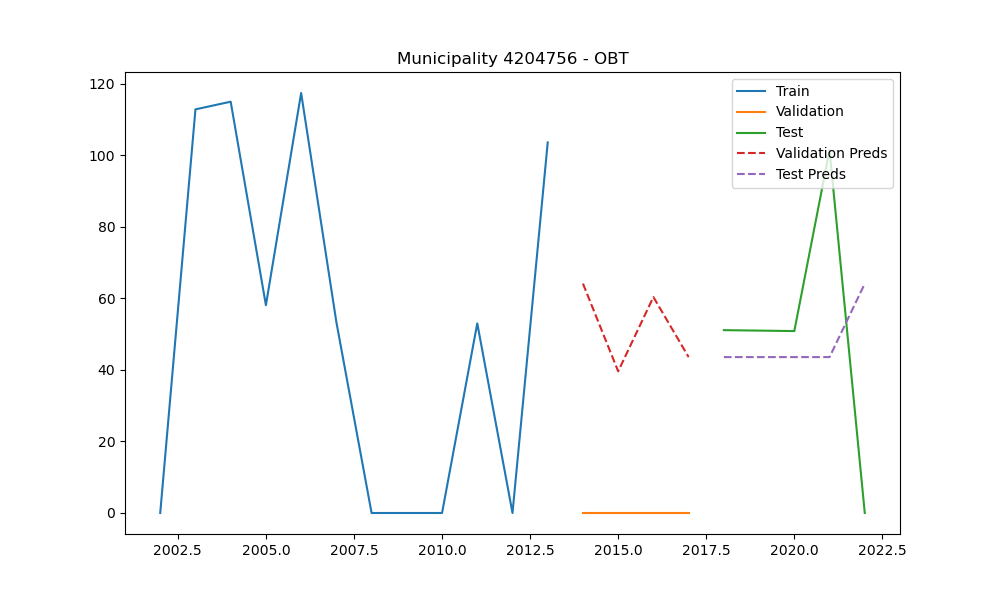 Municipality 4204756 - OBT
120
100
80
60
40
20
0
2002.5 2005.0 2007.5 2010.0 2012.5 2015.0 2017.5 2020.0 2022.5
Train
Validation
Test
Validation Preds
Test Preds